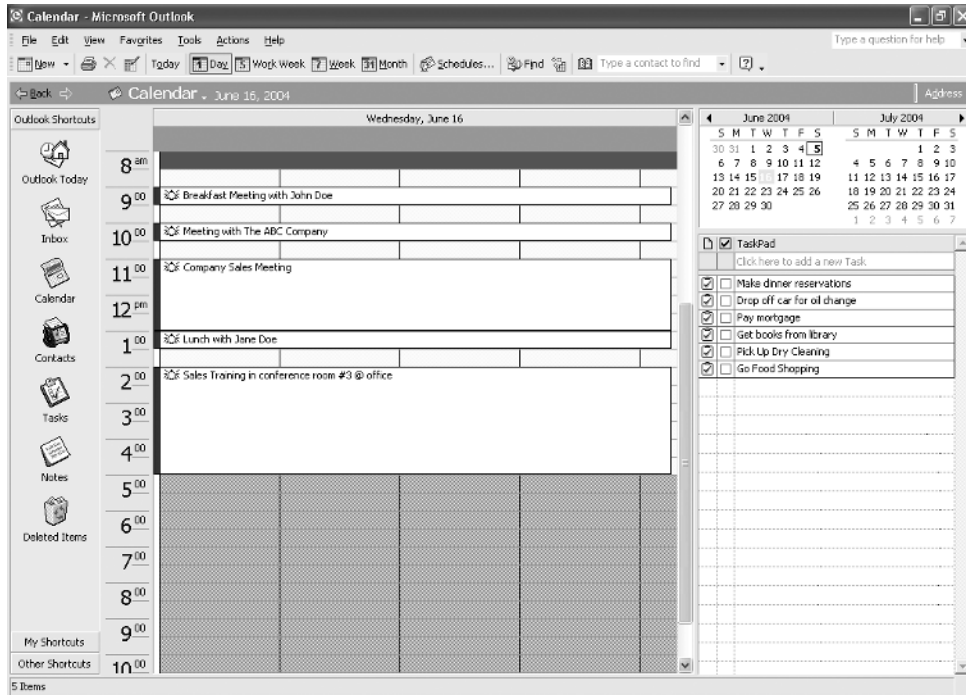 Calendar - Microsoft Outlook
File Edit View Favorites Tools Actions Help
Type a question for help
New Today 1 Day 5 Work Week 7 Week 31 Month Schedules... Find Type a contact to find
Back Calendar June 16, 2004 Address
Outlook Shortcuts
Outlook Today
Inbox
Calendar
Contacts
Tasks
Notes
Deleted Items
My Shortcuts
Other Shortcuts
Wednesday, June 16
8 am
9 00 Breakfast Meeting with John Doe
10 00 Meeting with The ABC Company
11 00 Company Sales Meeting
12 pm
1 00 Lunch with Jane Doe
2 00 Sales Training in conference room #3 @ office
3 00
4 00
5 00
6 00
7 00
8 00
9 00
10 00
June 2004
S M T W T F S
30 31 1 2 3 4 5
6 7 8 9 10 11 12
13 14 15 16 17 18 19
20 21 22 23 24 25 26
27 28 29 30
July 2004
S M T W T F S
1 2 3
4 5 6 7 8 9 10
11 12 13 14 15 16 17
18 19 20 21 22 23 24
25 26 27 28 29 30 31
1 2 3 4 5 6 7
TaskPad
Click here to add a new Task
Make dinner reservations
Drop off car for oil change
Pay mortgage
Get books from library
Pick Up Dry Cleaning
Go Food Shopping
5 Items